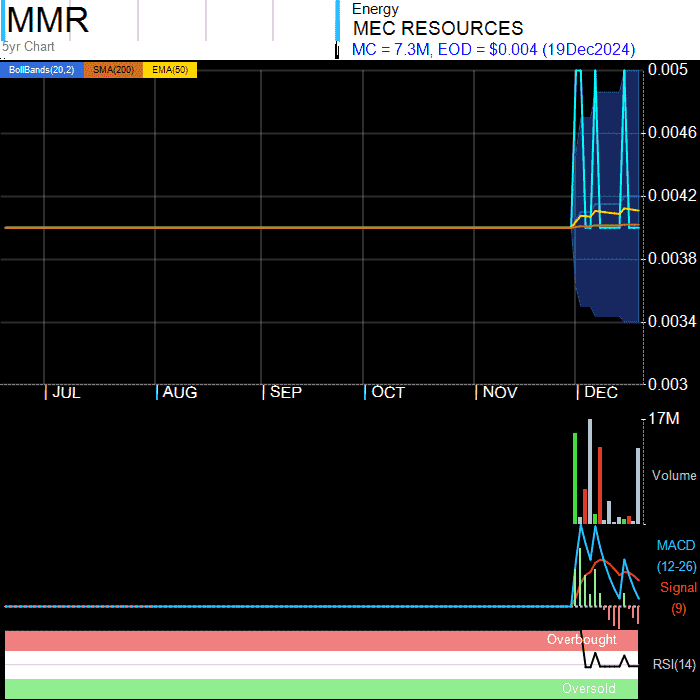 MMR
5yr Chart
Energy
MEC RESOURCES
MC = 7.3M, EOD = $0.004 (19Dec2024)
BollBands(20,2) SMA(200) EMA(50)
0.005
0.0046
0.0042
0.0038
0.0034
0.003
JUL AUG SEP OCT NOV DEC
17M
Volume
MACD
(12-26)
Signal
(9)
Overbought
RSI(14)
Oversold